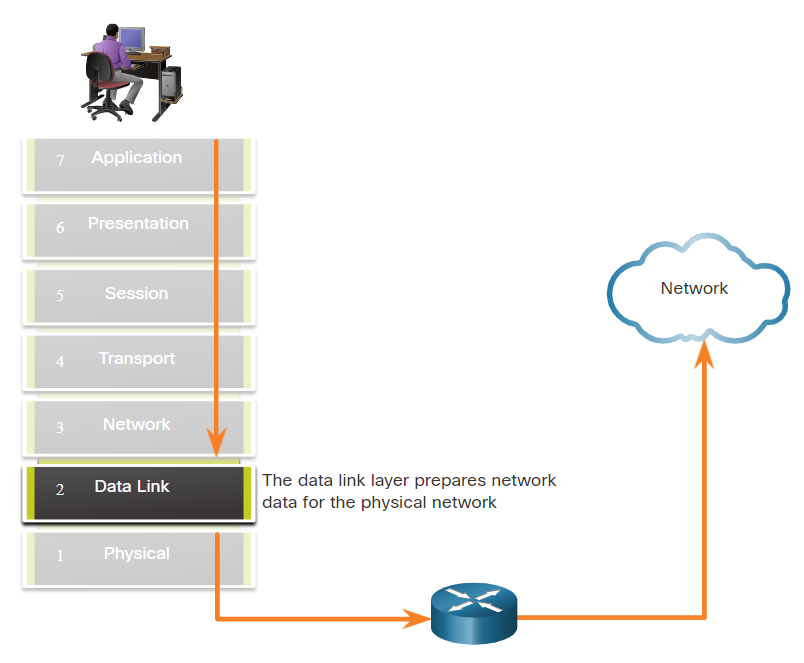 7 Application
6 Presentation
5 Session
4 Transport
3 Network
2 Data Link
The data link layer prepares network
data for the physical network
1 Physical
Network